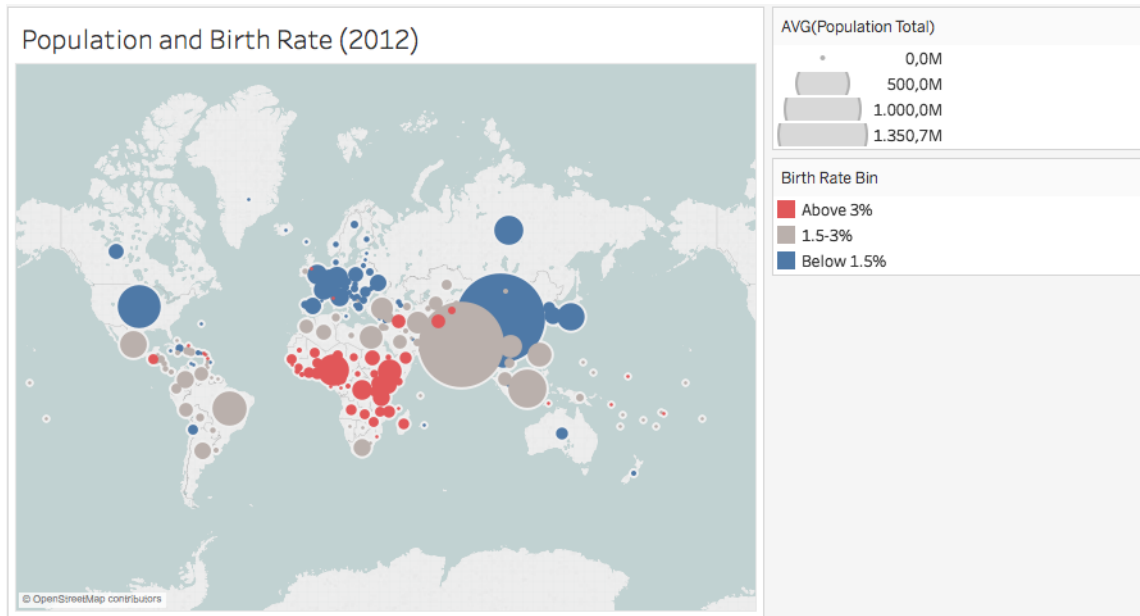 Population and Birth Rate (2012)
© OpenStreetMap contributors
AVG(Population Total)
0,0M
500,0M
1.000,0M
1.350,7M
Birth Rate Bin
Above 3%
1.5-3%
Below 1.5%